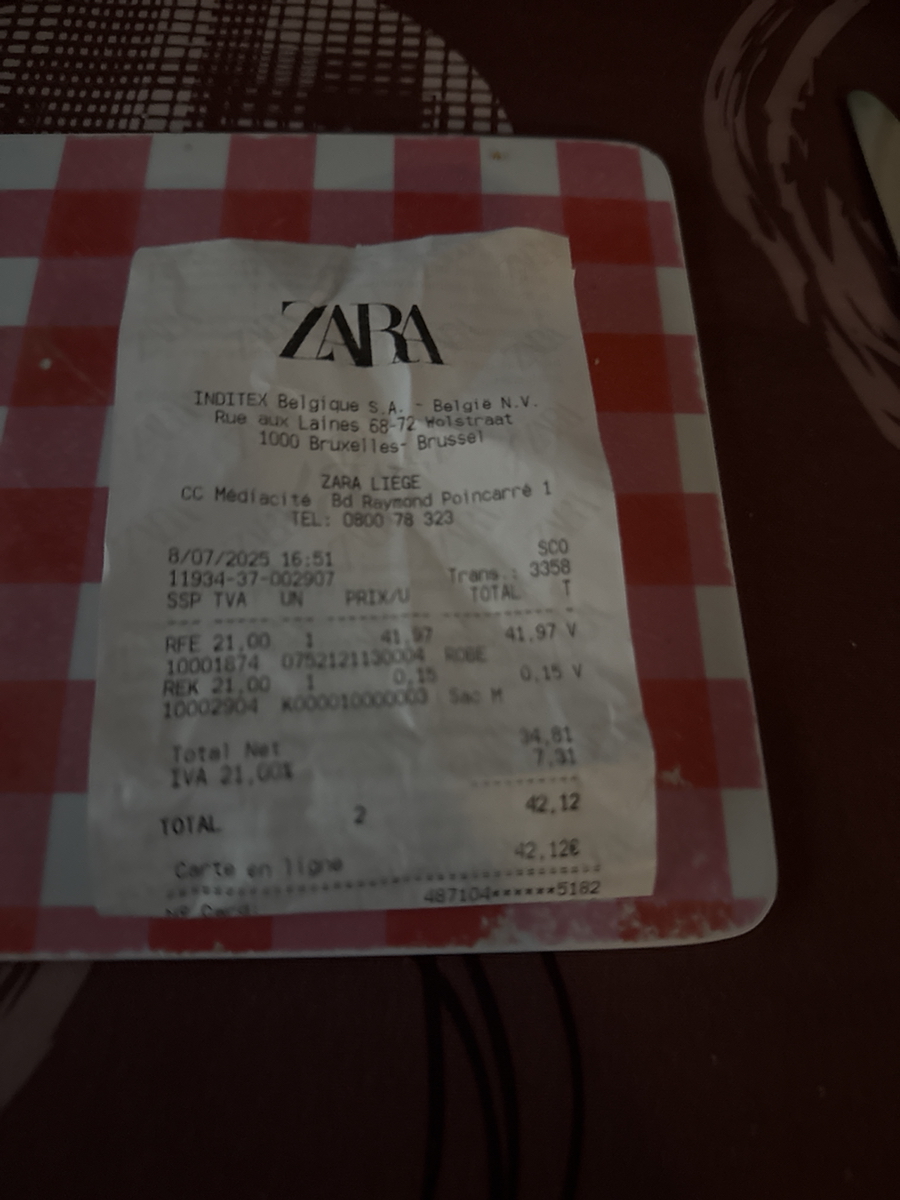 ZARA
INDITEX Belgique S.A. - België N.V.
Rue aux Laines 68-72 Wolstraat
1000 Bruxelles- Brussel
ZARA LIEGE
CC Médiacité Bd Raymond Poincarré 1
TEL: 0800 78 323
8/07/2025 16:51 SCO
11934-37-002907 Trans.: 3358
SSP TVA UN PRIX/U TOTAL T
RFE 21,00 1 41,97 41,97 V
10001874 0752121130004 ROBE
REK 21,00 1 0,15 0,15 V
10002904 K000010000003 Sac M
Total Net 34,81
IVA 21,00% 7,31
TOTAL 2 42,12
Carte en ligne 42,12€
487104******5182